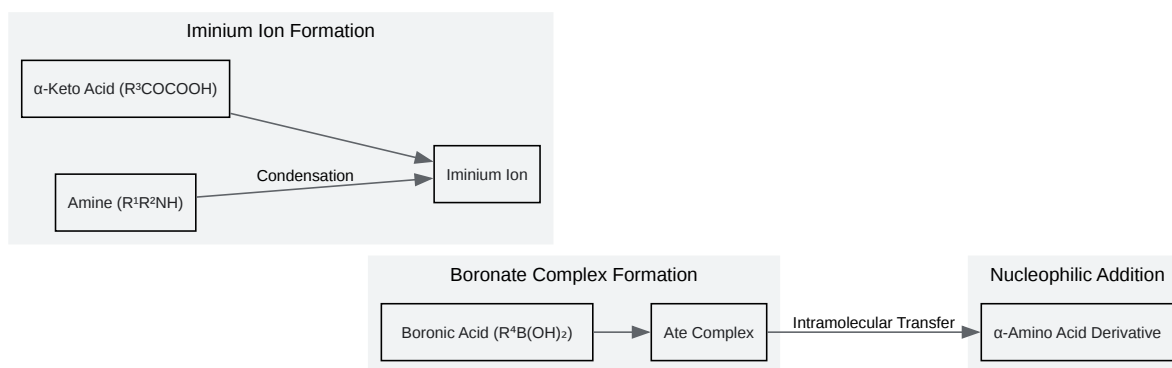 Iminium Ion Formation
α-Keto Acid (R³COCOOH)
Condensation
Iminium Ion
Amine (R¹R²NH)
Boronate Complex Formation
Nucleophilic Addition
Boronic Acid (R⁴B(OH)₂)
Ate Complex
Intramolecular Transfer
α-Amino Acid Derivative